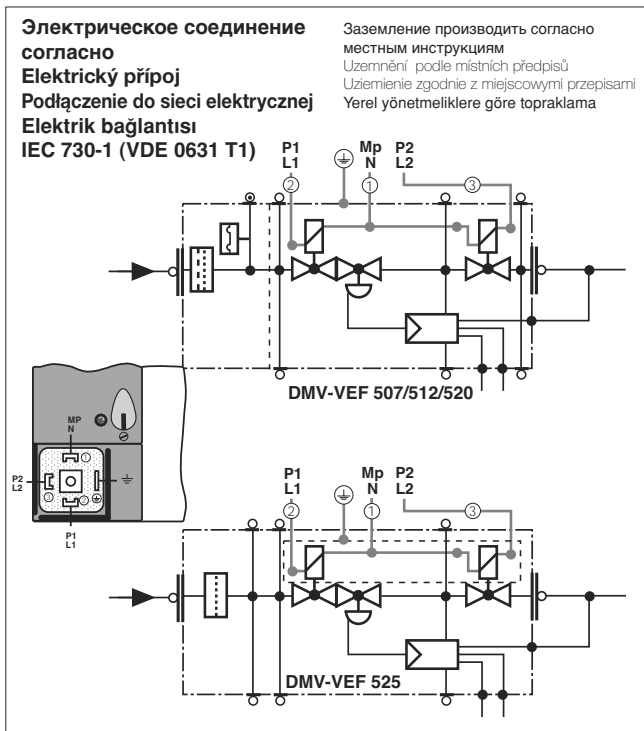 Электрическое соединение
согласно
Elektrický přípoj
Podłączenie do sieci elektrycznej
Elektrik bağlantısı
IEC 730-1 (VDE 0631 T1)
Заземление производить согласно
местным инструкциям
Uzemnění podle místních předpisů
Uziemienie zgodnie z miejscowymi przepisami
Yerel yönetmeliklere göre topraklama
P1 Mp P2
L1 N L2
2 1 3
DMV-VEF 507/512/520
MP
N
1
P2
L2
3 2
P1
L1
P1 Mp P2
L1 N L2
2 1 3
DMV-VEF 525